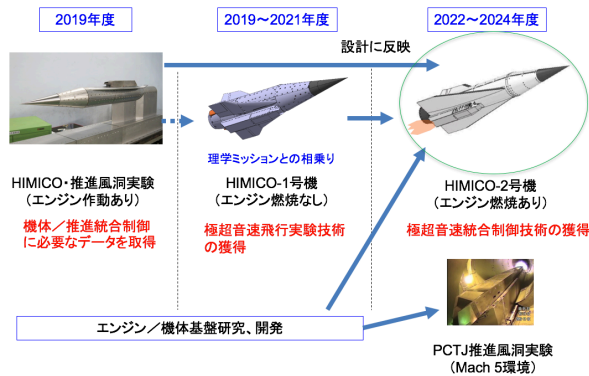 2019年度
2019〜2021年度
2022〜2024年度
設計に反映
理学ミッションとの相乗り
HIMICO・推進風洞実験
（エンジン作動あり）
機体／推進統合制御
に必要なデータを取得
HIMICO-1号機
（エンジン燃焼なし）
極超音速飛行実験技術
の獲得
HIMICO-2号機
（エンジン燃焼あり）
極超音速統合制御技術の獲得
エンジン／機体基盤研究、開発
PCTJ推進風洞実験
（Mach 5環境）